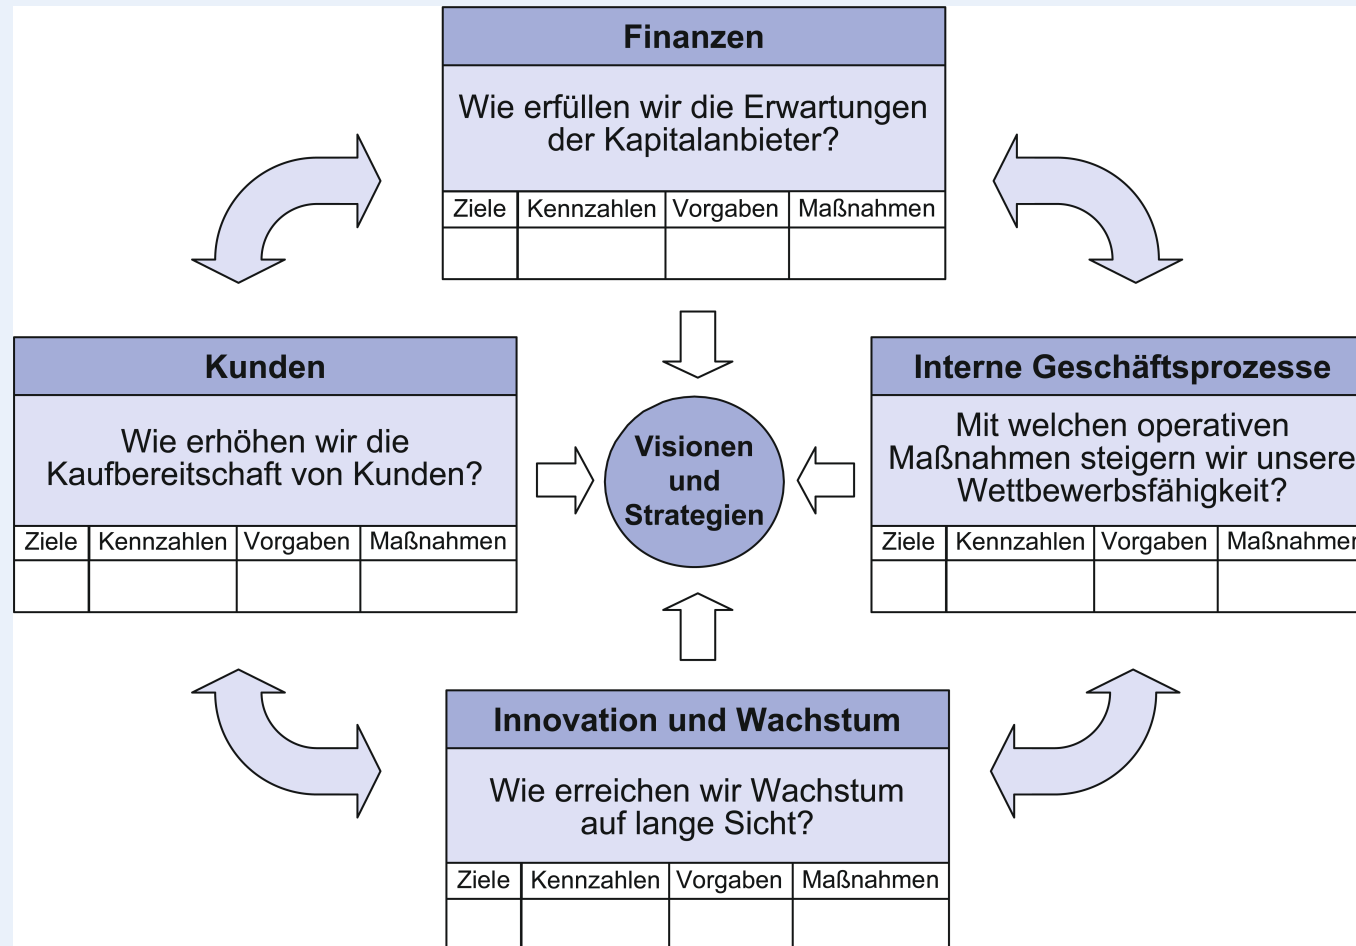 Finanzen
Wie erfüllen wir die Erwartungen
der Kapitalanbieter?
Ziele Kennzahlen Vorgaben Maßnahmen
Kunden
Wie erhöhen wir die
Kaufbereitschaft von Kunden?
Ziele Kennzahlen Vorgaben Maßnahmen
Visionen
und
Strategien
Interne Geschäftsprozesse
Mit welchen operativen
Maßnahmen steigern wir unsere
Wettbewerbsfähigkeit?
Ziele Kennzahlen Vorgaben Maßnahmen
Innovation und Wachstum
Wie erreichen wir Wachstum
auf lange Sicht?
Ziele Kennzahlen Vorgaben Maßnahmen